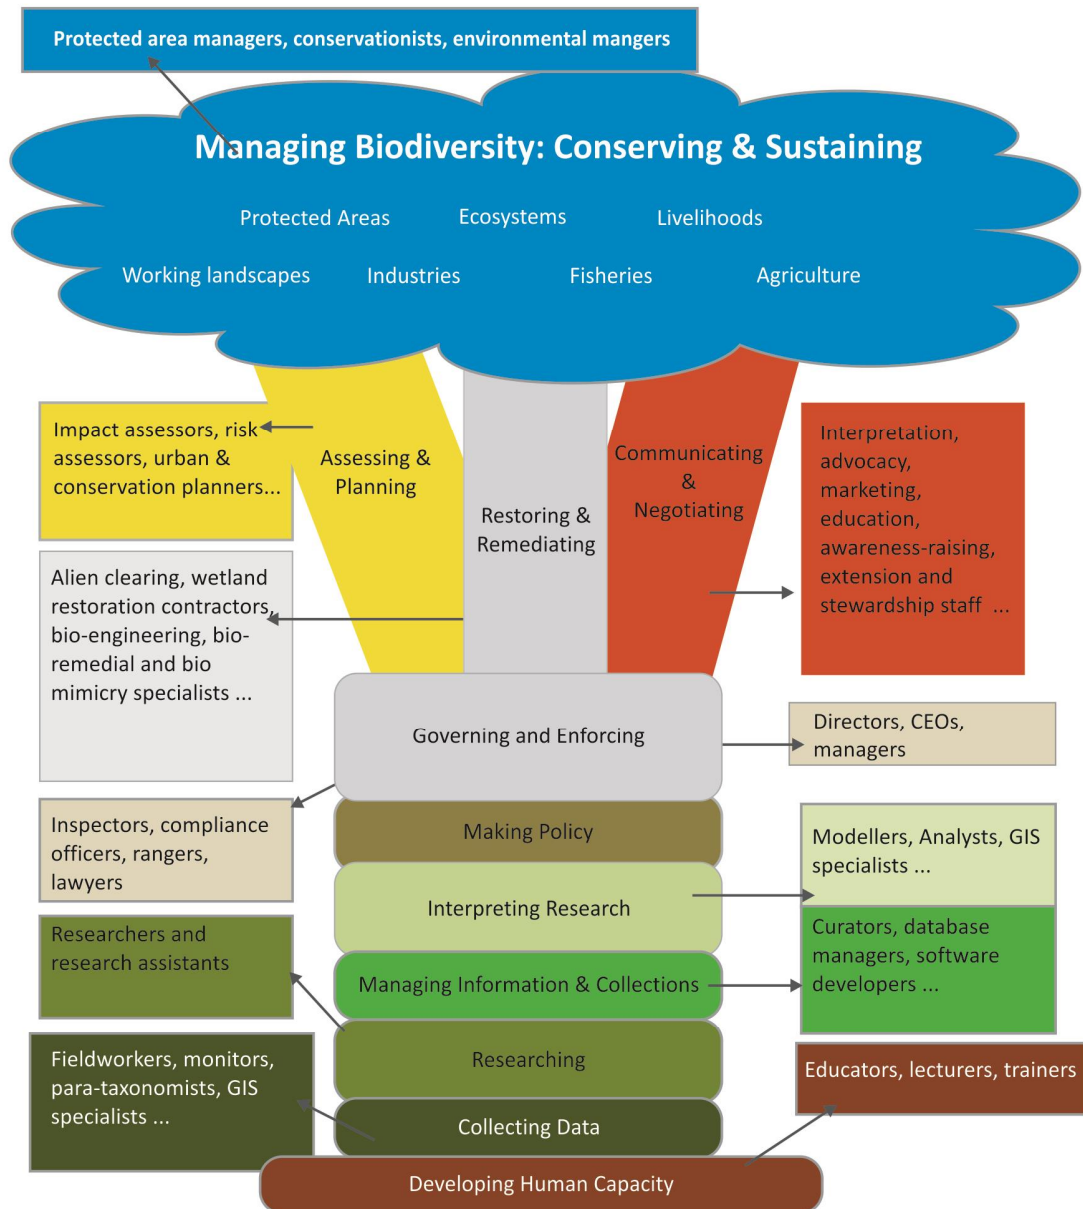 Protected area managers, conservationists, environmental mangers
Managing Biodiversity: Conserving & Sustaining
Protected Areas
Ecosystems
Livelihoods
Working landscapes
Industries
Fisheries
Agriculture
Impact assessors, risk
assessors, urban &
conservation planners...
Assessing &
Planning
Restoring &
Remediating
Communicating
&
Negotiating
Interpretation,
advocacy,
marketing,
education,
awareness-raising,
extension and
stewardship staff ...
Alien clearing, wetland
restoration contractors,
bio-engineering, bio-
remedial and bio
mimicry specialists ...
Governing and Enforcing
Directors, CEOs,
managers
Inspectors, compliance
officers, rangers,
lawyers
Making Policy
Modellers, Analysts, GIS
specialists ...
Interpreting Research
Researchers and
research assistants
Curators, database
managers, software
developers ...
Managing Information & Collections
Researching
Fieldworkers, monitors,
para-taxonomists, GIS
specialists ...
Educators, lecturers, trainers
Collecting Data
Developing Human Capacity